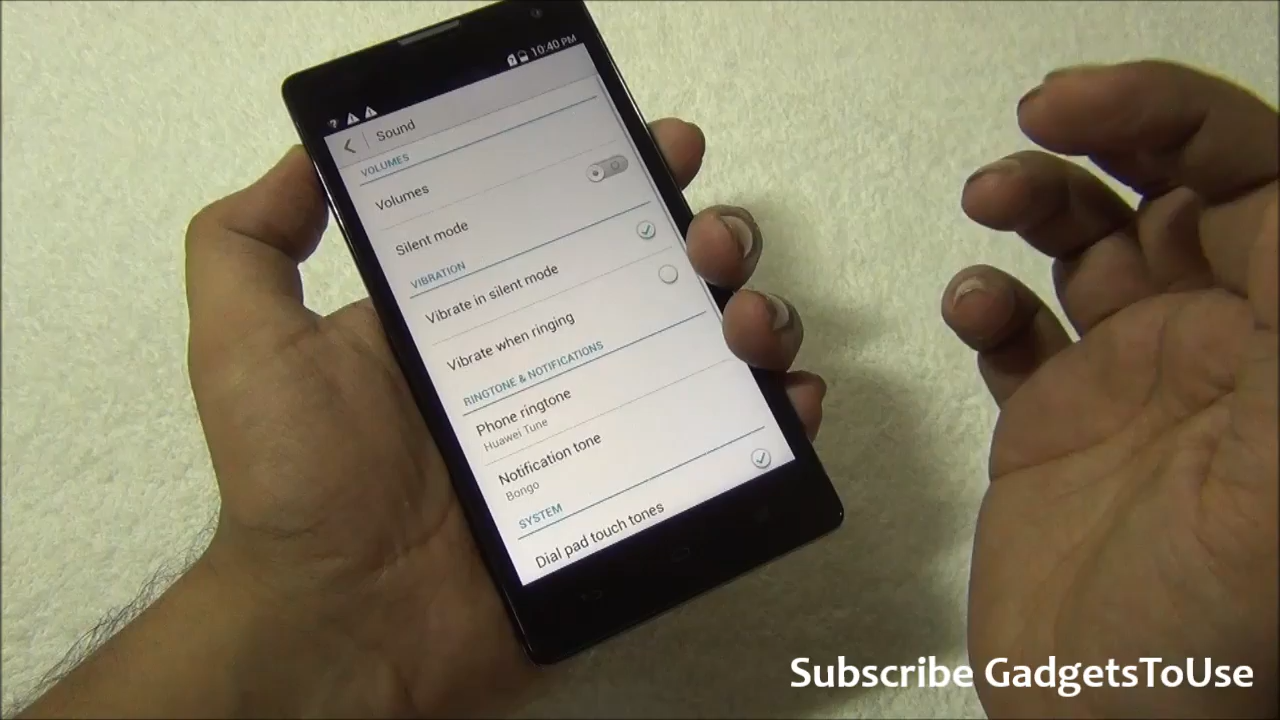 10:40 PM
Sound
VOLUMES
Volumes
Silent mode
VIBRATION
Vibrate in silent mode
Vibrate when ringing
RINGTONE & NOTIFICATIONS
Phone ringtone
Huawei Tune
Notification tone
Bongo
SYSTEM
Dial pad touch tones
Subscribe GadgetsToUse